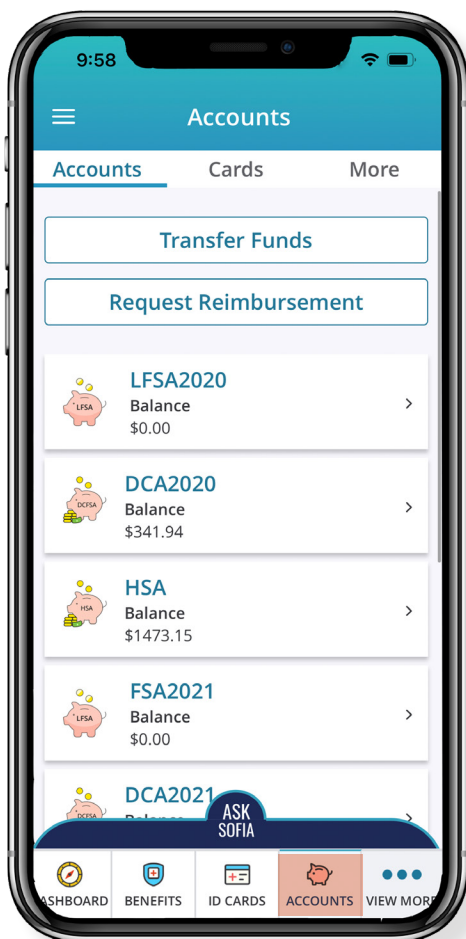 9:58
Accounts
Accounts Cards More
Transfer Funds
Request Reimbursement
LFSA2020
LFSA
Balance
$0.00
DCA2020
DCFSA
Balance
$341.94
HSA
HSA
Balance
$1473.15
FSA2021
LFSA
Balance
$0.00
DCA2021
DCFSA
Balance
ASK
SOFIA
ASHBOARD BENEFITS ID CARDS ACCOUNTS VIEW MORE